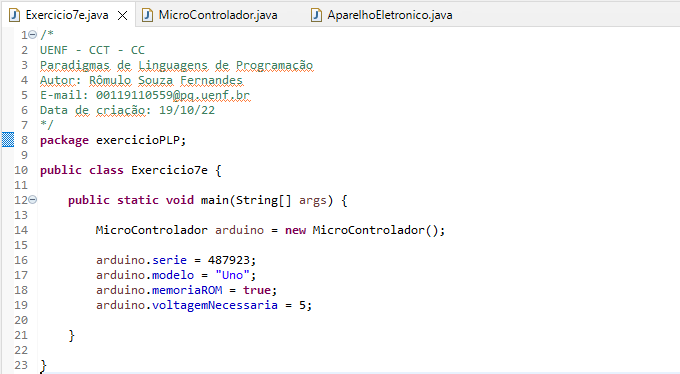 Exercicio7e.java MicroControlador.java AparelhoEletronico.java
1 /*
2 UENF - CCT - CC
3 Paradigmas de Linguagens de Programação
4 Autor: Rômulo Souza Fernandes
5 E-mail: 00119110559@pq.uenf.br
6 Data de criação: 19/10/22
7 */
8 package exercicioPLP;
9
10 public class Exercicio7e {
11
12 public static void main(String[] args) {
13
14 MicroControlador arduino = new MicroControlador();
15
16 arduino.serie = 487923;
17 arduino.modelo = "Uno";
18 arduino.memoriaROM = true;
19 arduino.voltagemNecessaria = 5;
20
21 }
22
23 }